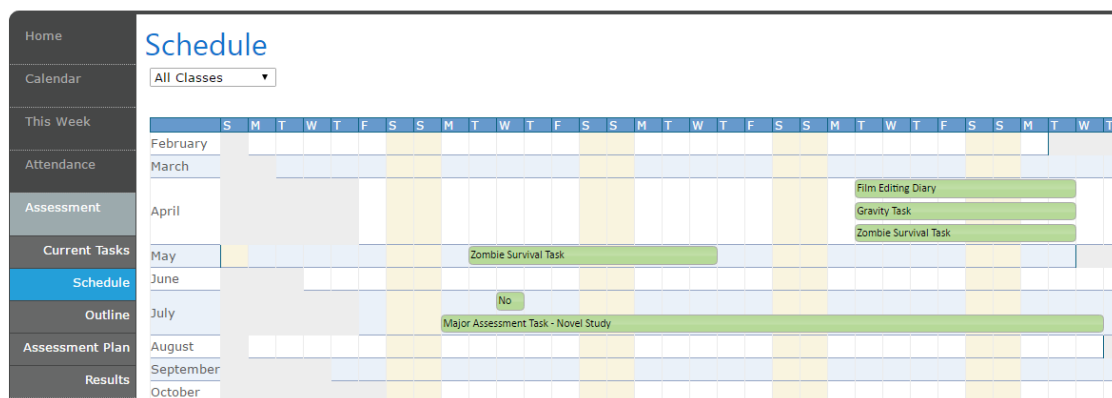 Home
Calendar
This Week
Attendance
Assessment
Current Tasks
Schedule
Outline
Assessment Plan
Results
Schedule
All Classes
S M T W T F S S M T W T F S S M T W T F S S M T W T F S S M T W T
February
March
April
Film Editing Diary
Gravity Task
Zombie Survival Task
May
Zombie Survival Task
June
July
No
Major Assessment Task - Novel Study
August
September
October